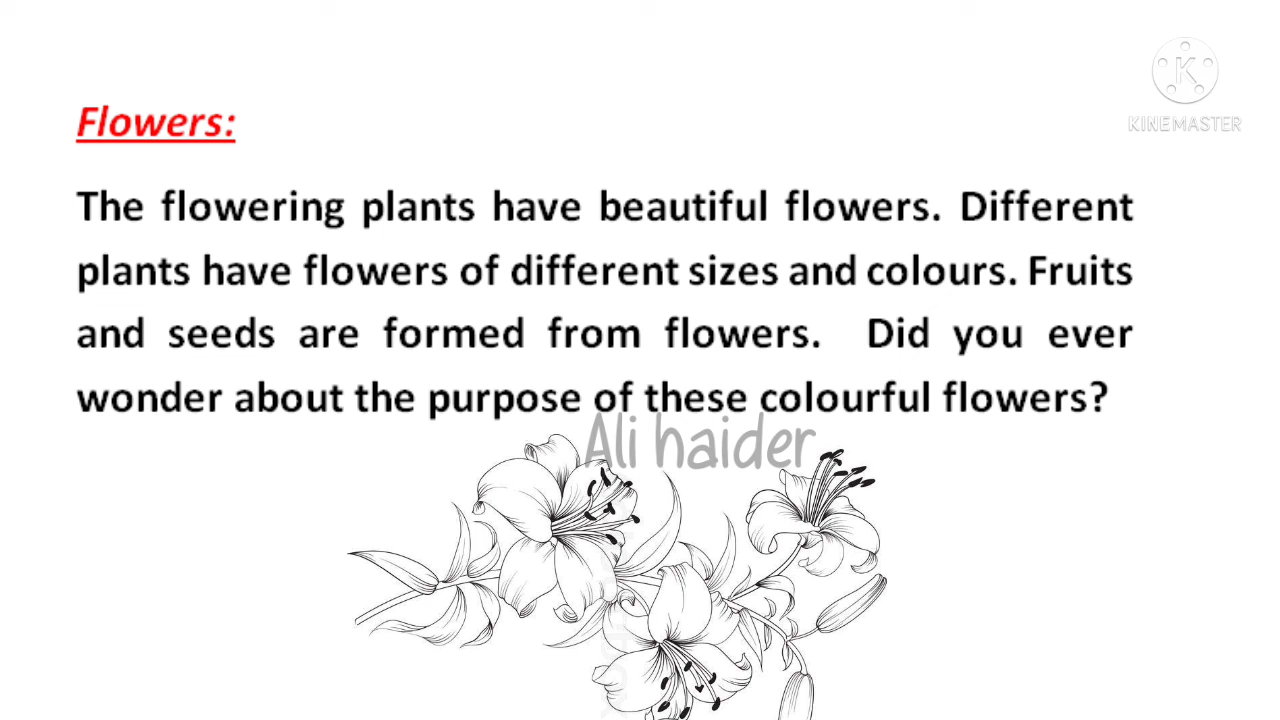 KINEMASTER
Flowers:
The flowering plants have beautiful flowers. Different
plants have flowers of different sizes and colours. Fruits
and seeds are formed from flowers. Did you ever
wonder about the purpose of these colourful flowers?
Ali haider